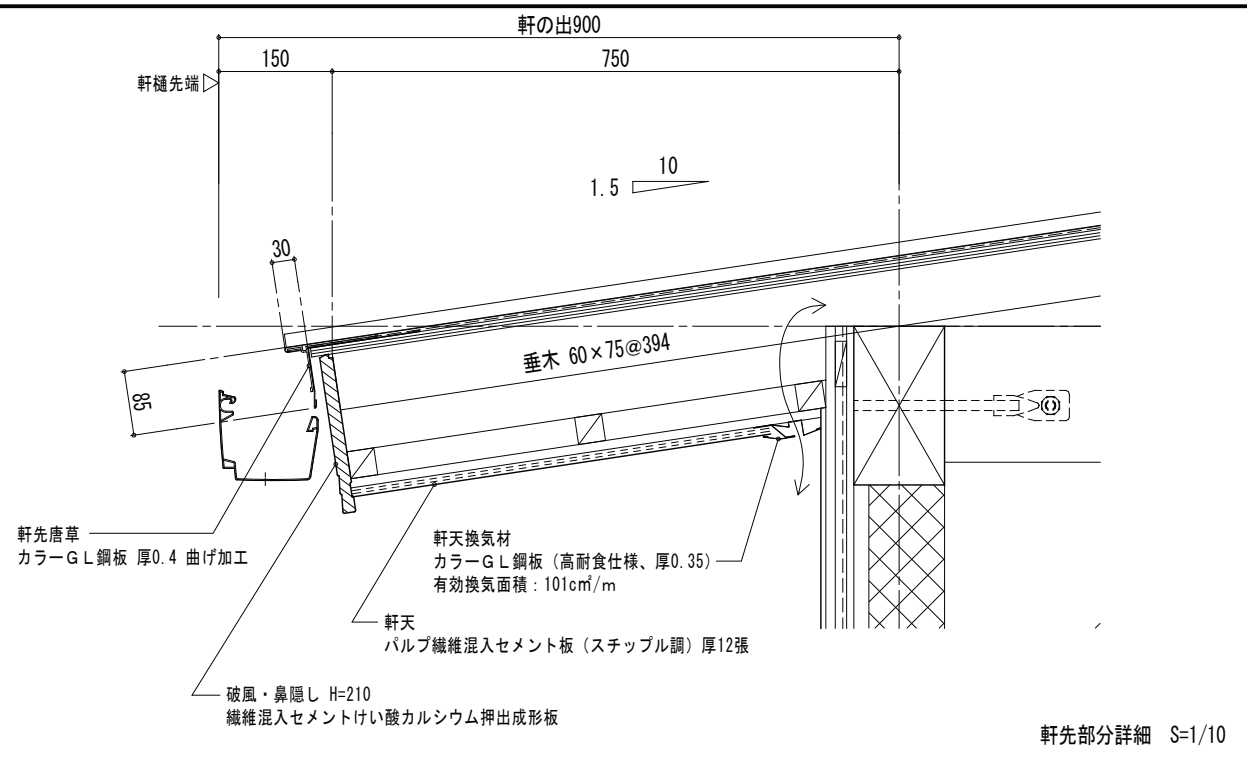 軒の出900
150
750
軒樋先端
10
1.5
30
垂木 60×75@394
85
軒先唐草
カラーGL鋼板 厚0.4 曲げ加工
軒天換気材
カラーGL鋼板（高耐食仕様、厚0.35）
有効換気面積：101c㎡/m
軒天
パルプ繊維混入セメント板（スチップル調）厚12張
破風・鼻隠し H=210
繊維混入セメントけい酸カルシウム押出成形板
軒先部分詳細 S=1/10